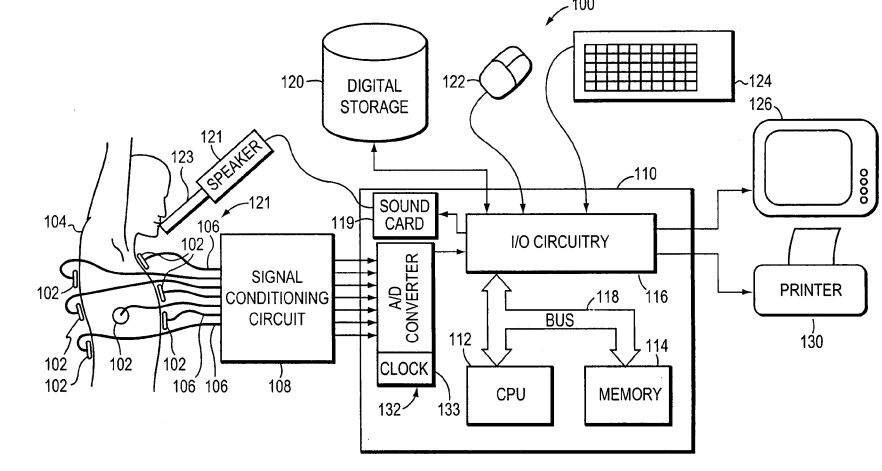 100
120
DIGITAL
STORAGE
122
124
126
121
123
SPEAKER
110
104
121
119
SOUND
CARD
I/O CIRCUITRY
102
106
102
SIGNAL
CONDITIONING
CIRCUIT
A/D
CONVERTER
116
PRINTER
118
BUS
130
112
114
102
102
102
102
102
106
106
108
CLOCK
132
133
CPU
MEMORY